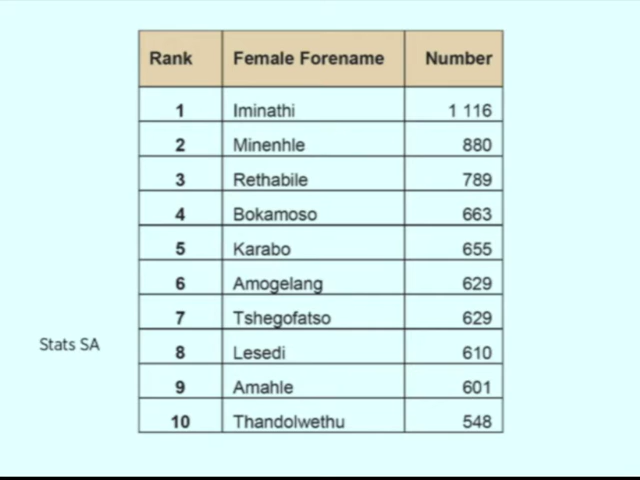 Rank Female Forename Number
1 Iminathi 1 116
2 Minenhle 880
3 Rethabile 789
4 Bokamoso 663
5 Karabo 655
6 Amogelang 629
7 Tshegofatso 629
8 Lesedi 610
9 Amahle 601
10 Thandolwethu 548
Stats SA